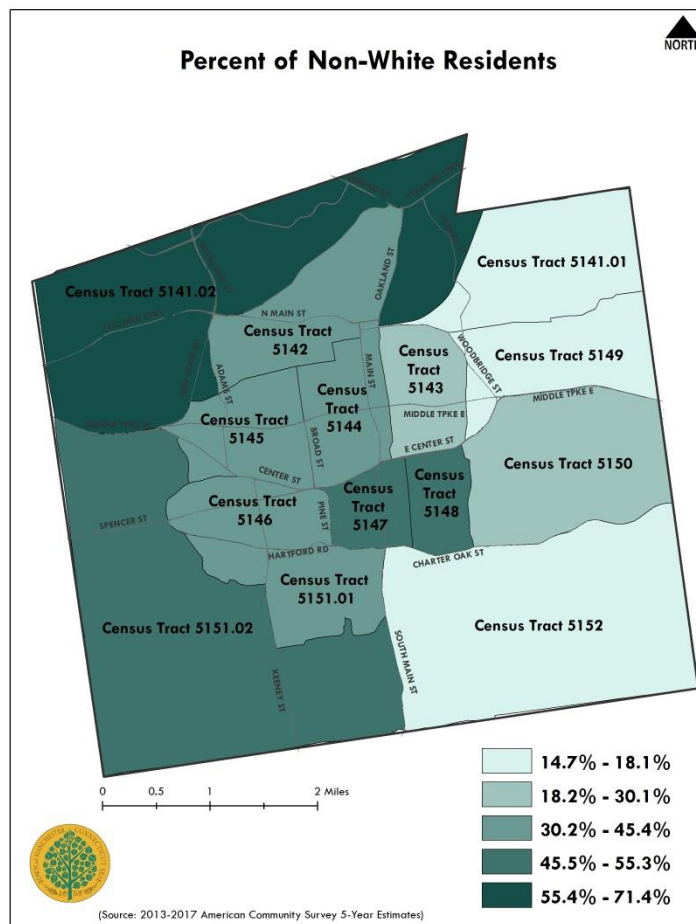 NORTH
Percent of Non-White Residents
TOLLAND TPKE
OAKLAND ST
Census Tract 5141.01
Census Tract 5141.02
TOLLAND TPKE
N MAIN ST
Census Tract
5142
MAIN ST
Census
Tract
5143
WOODBRIDGE ST
Census Tract 5149
ADAMS ST
Census
Tract
5144
MIDDLE TPKE E
MIDDLE TPKE E
MIDDLE TPKE W
Census Tract
5145
BROAD ST
E CENTER ST
CENTER ST
Census Tract 5150
Census
Tract
5147
Census
Tract
5148
SPENCER ST
Census Tract
5146
PINE ST
HARTFORD RD
CHARTER OAK ST
Census Tract
5151.01
Census Tract 5151.02
Census Tract 5152
KEENEY ST
SOUTH MAIN ST
0 0.5 1 2 Miles
14.7% - 18.1%
18.2% - 30.1%
30.2% - 45.4%
45.5% - 55.3%
55.4% - 71.4%
(Source: 2013-2017 American Community Survey 5-Year Estimates)